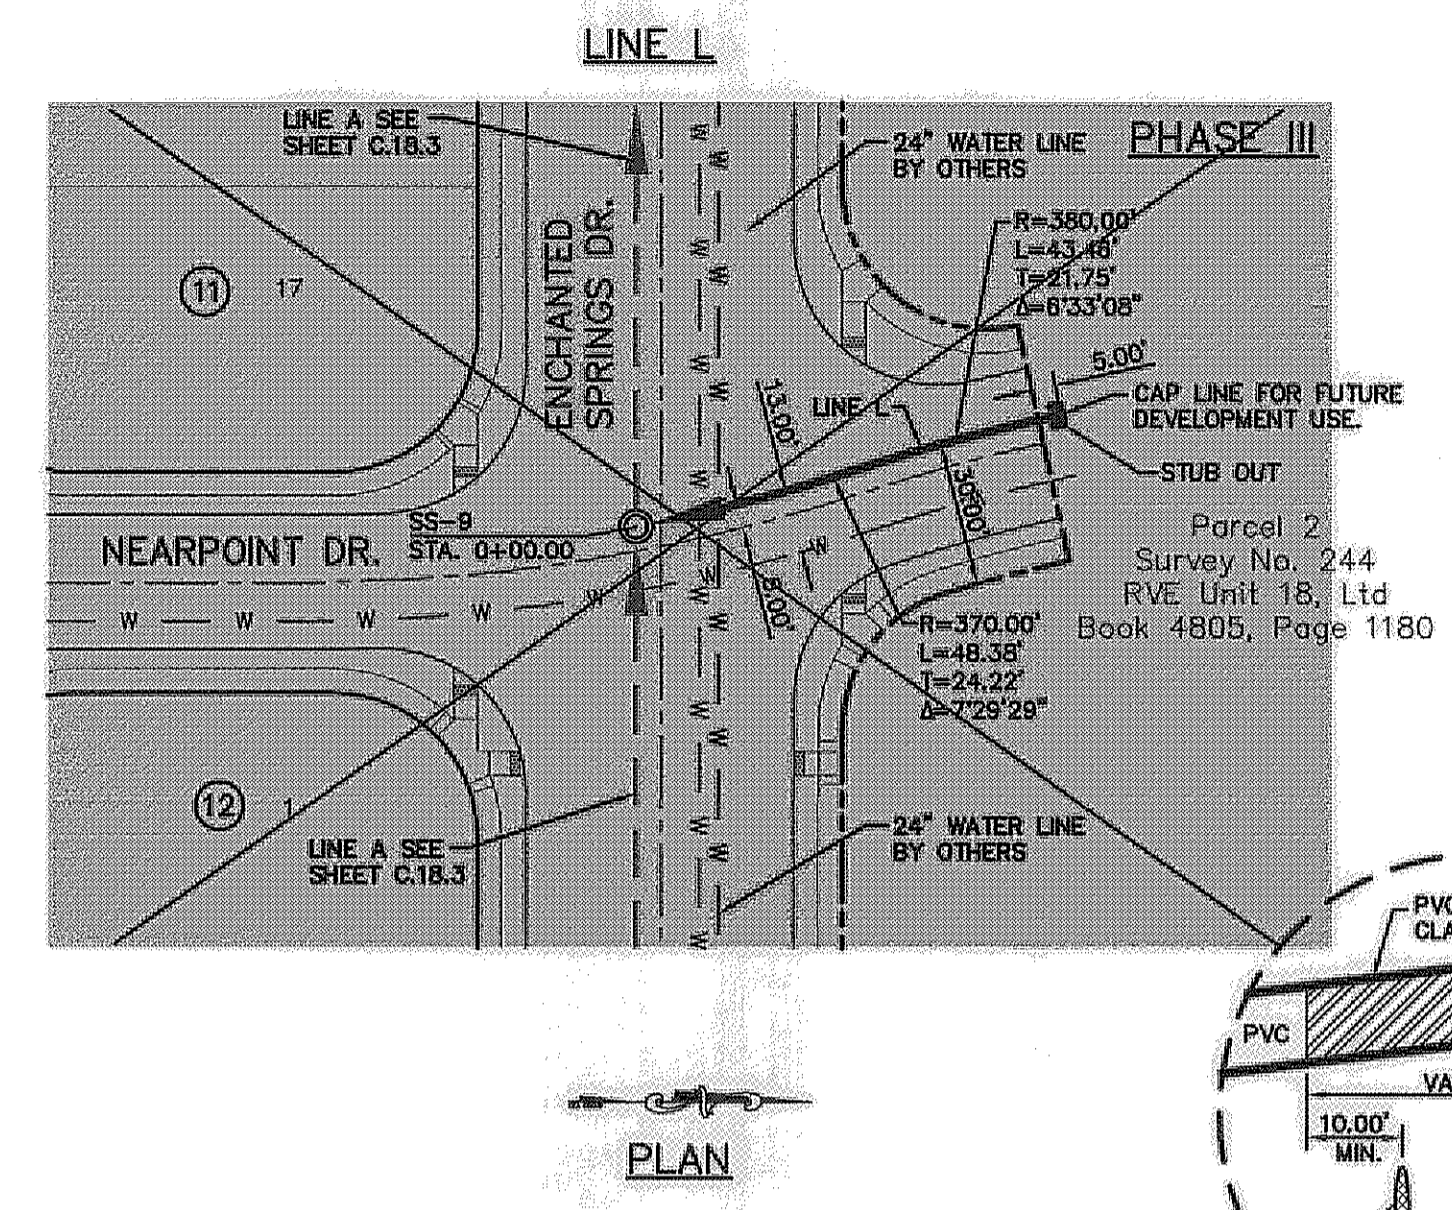 LINE L
LINE A SEE
SHEET C.18.3
24" WATER LINE
BY OTHERS
PHASE III
ENCHANTED
SPRINGS DR.
R=380.00'
L=43.46'
T=21.75'
Δ=6°33'08"
11
17
5.00'
13.00'
LINE L
CAP LINE FOR FUTURE
DEVELOPMENT USE.
STUB OUT
30.00'
SS-9
STA. 0+00.00
NEARPOINT DR.
Parcel 2
Survey No. 244
RVE Unit 18, Ltd
Book 4805, Page 1180
R=370.00'
L=48.38'
T=24.22'
Δ=7°29'29"
12
1
LINE A SEE
SHEET C.18.3
24" WATER LINE
BY OTHERS
W W W W W
PVC
VA
10.00'
MIN.
PLAN